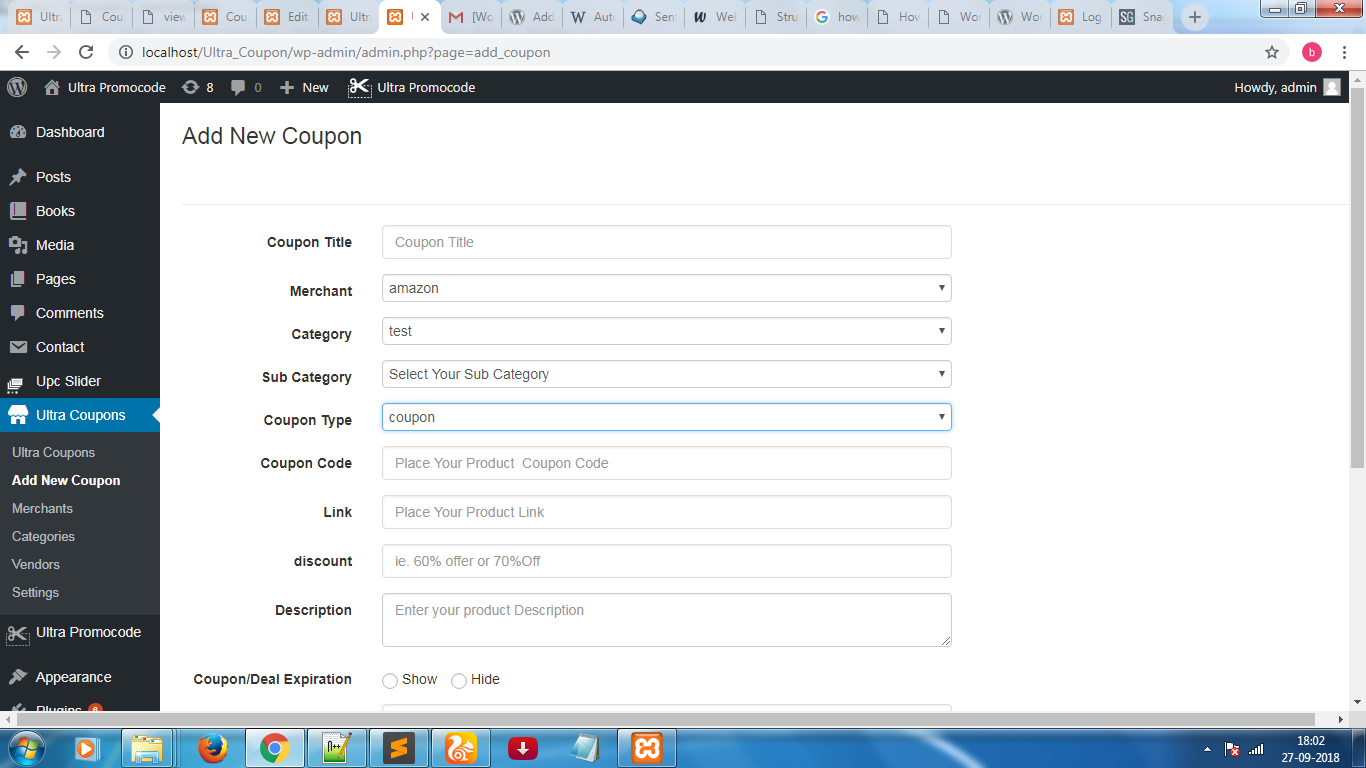 Ultra Cou view Cou Edit Ultra [Wo Add Auto Sem Web Stru how How Wor Wor Log Sna
localhost/Ultra_Coupon/wp-admin/admin.php?page=add_coupon b
Ultra Promocode 8 0 New Ultra Promocode Howdy, admin
Dashboard
Posts
Books
Media
Pages
Comments
Contact
Upc Slider
Ultra Coupons
Ultra Coupons
Add New Coupon
Merchants
Categories
Vendors
Settings
Ultra Promocode
Appearance
Plugins 6
Add New Coupon
Coupon Title Coupon Title
Merchant amazon
Category test
Sub Category Select Your Sub Category
Coupon Type coupon
Coupon Code Place Your Product  Coupon Code
Link Place Your Product Link
discount ie. 60% offer or 70%Off
Description Enter your product Description
Coupon/Deal Expiration Show Hide
18:02
27-09-2018